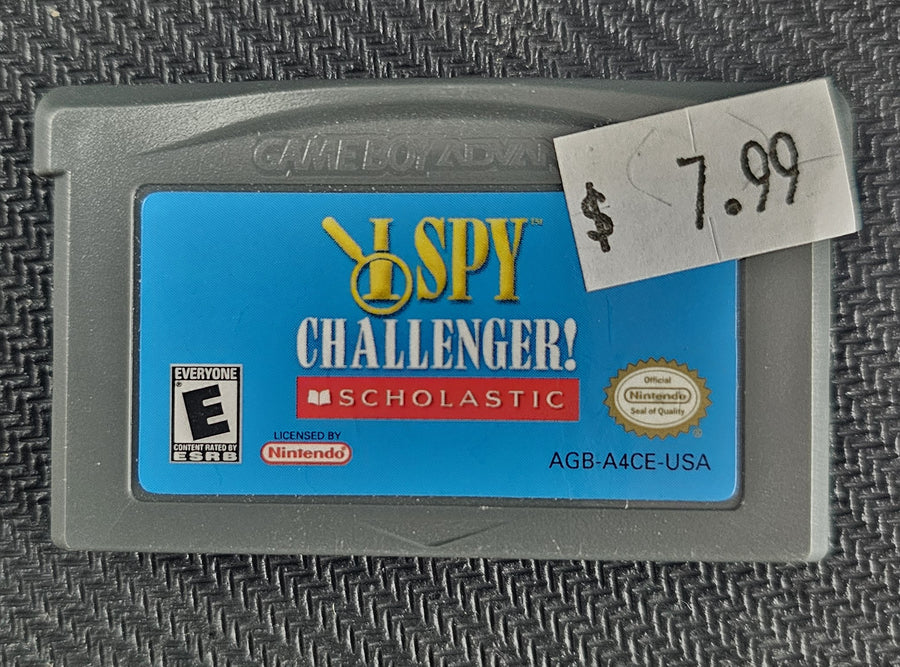 GAME BOY ADVAN
$ 7.99
I SPY™
CHALLENGER!
SCHOLASTIC
EVERYONE
E
®
CONTENT RATED BY
ESRB
LICENSED BY
Nintendo®
Official
Nintendo
Seal of Quality
®
AGB-A4CE-USA